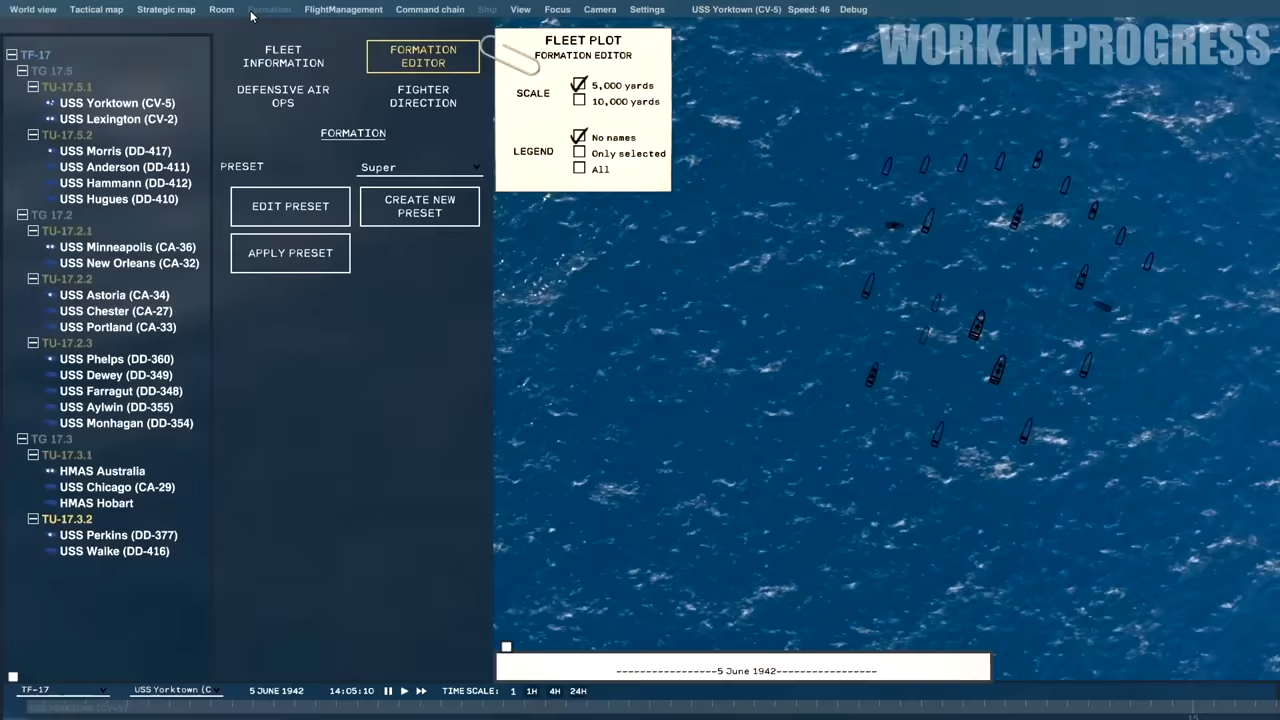 World view Tactical map Strategic map Room Formation FlightManagement Command chain Ship View Focus Camera Settings USS Yorktown (CV-5) Speed: 46 Debug
WORK IN PROGRESS
TF-17
TG 17.5
TU-17.5.1
USS Yorktown (CV-5)
USS Lexington (CV-2)
TU-17.5.2
USS Morris (DD-417)
USS Anderson (DD-411)
USS Hammann (DD-412)
USS Hugues (DD-410)
TG 17.2
TU-17.2.1
USS Minneapolis (CA-36)
USS New Orleans (CA-32)
TU-17.2.2
USS Astoria (CA-34)
USS Chester (CA-27)
USS Portland (CA-33)
TU-17.2.3
USS Phelps (DD-360)
USS Dewey (DD-349)
USS Farragut (DD-348)
USS Aylwin (DD-355)
USS Monhagan (DD-354)
TG 17.3
TU-17.3.1
HMAS Australia
USS Chicago (CA-29)
HMAS Hobart
TU-17.3.2
USS Perkins (DD-377)
USS Walke (DD-416)
FLEET
INFORMATION
FORMATION
EDITOR
DEFENSIVE AIR
OPS
FIGHTER
DIRECTION
FORMATION
PRESET Super
EDIT PRESET
CREATE NEW
PRESET
APPLY PRESET
FLEET PLOT
FORMATION EDITOR
SCALE
5,000 yards
10,000 yards
LEGEND
No names
Only selected
All
-----------------5 June 1942-----------------
TF-17 USS Yorktown (C 5 JUNE 1942 14:05:10 TIME SCALE: 1 1H 4H 24H
USS YORKTOWN (CV-5)
15